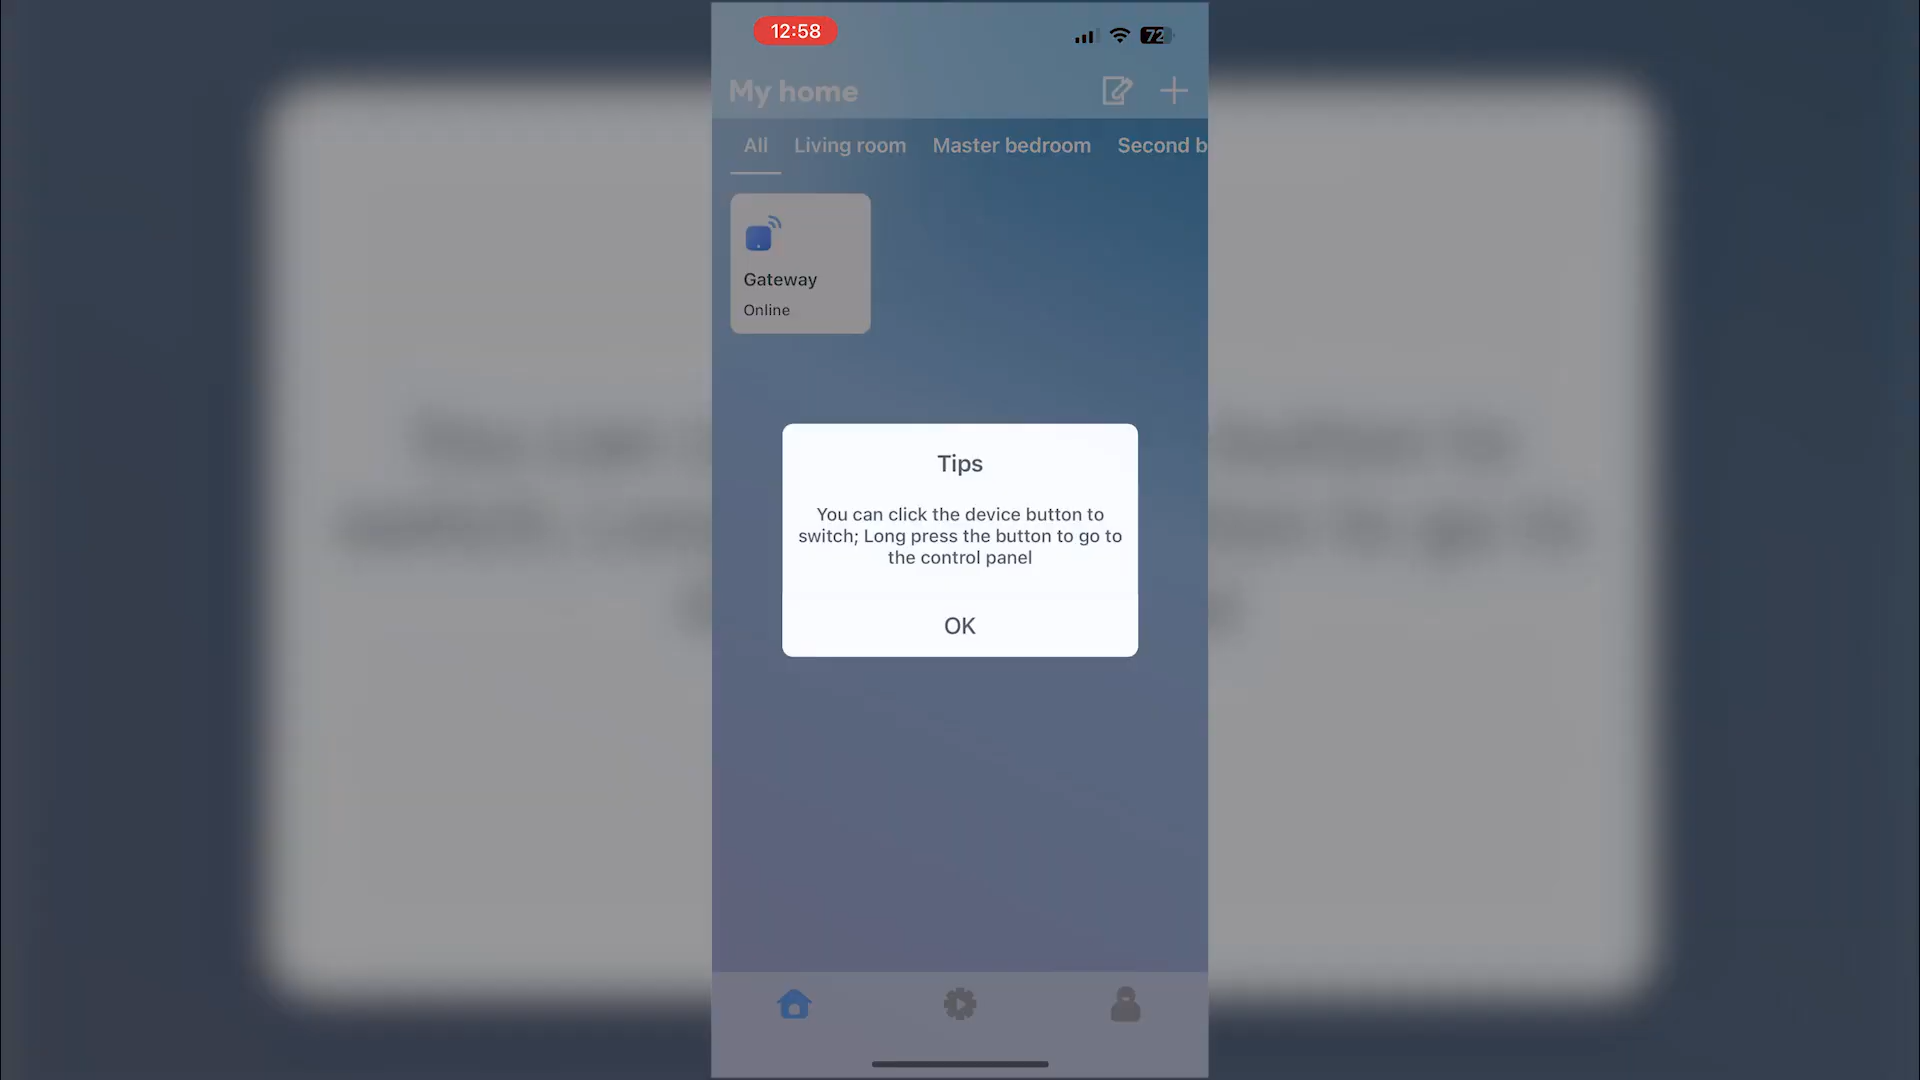 12:58
72
My home
All Living room Master bedroom Second b
Gateway
Online
Tips
You can click the device button to
switch; Long press the button to go to
the control panel
OK